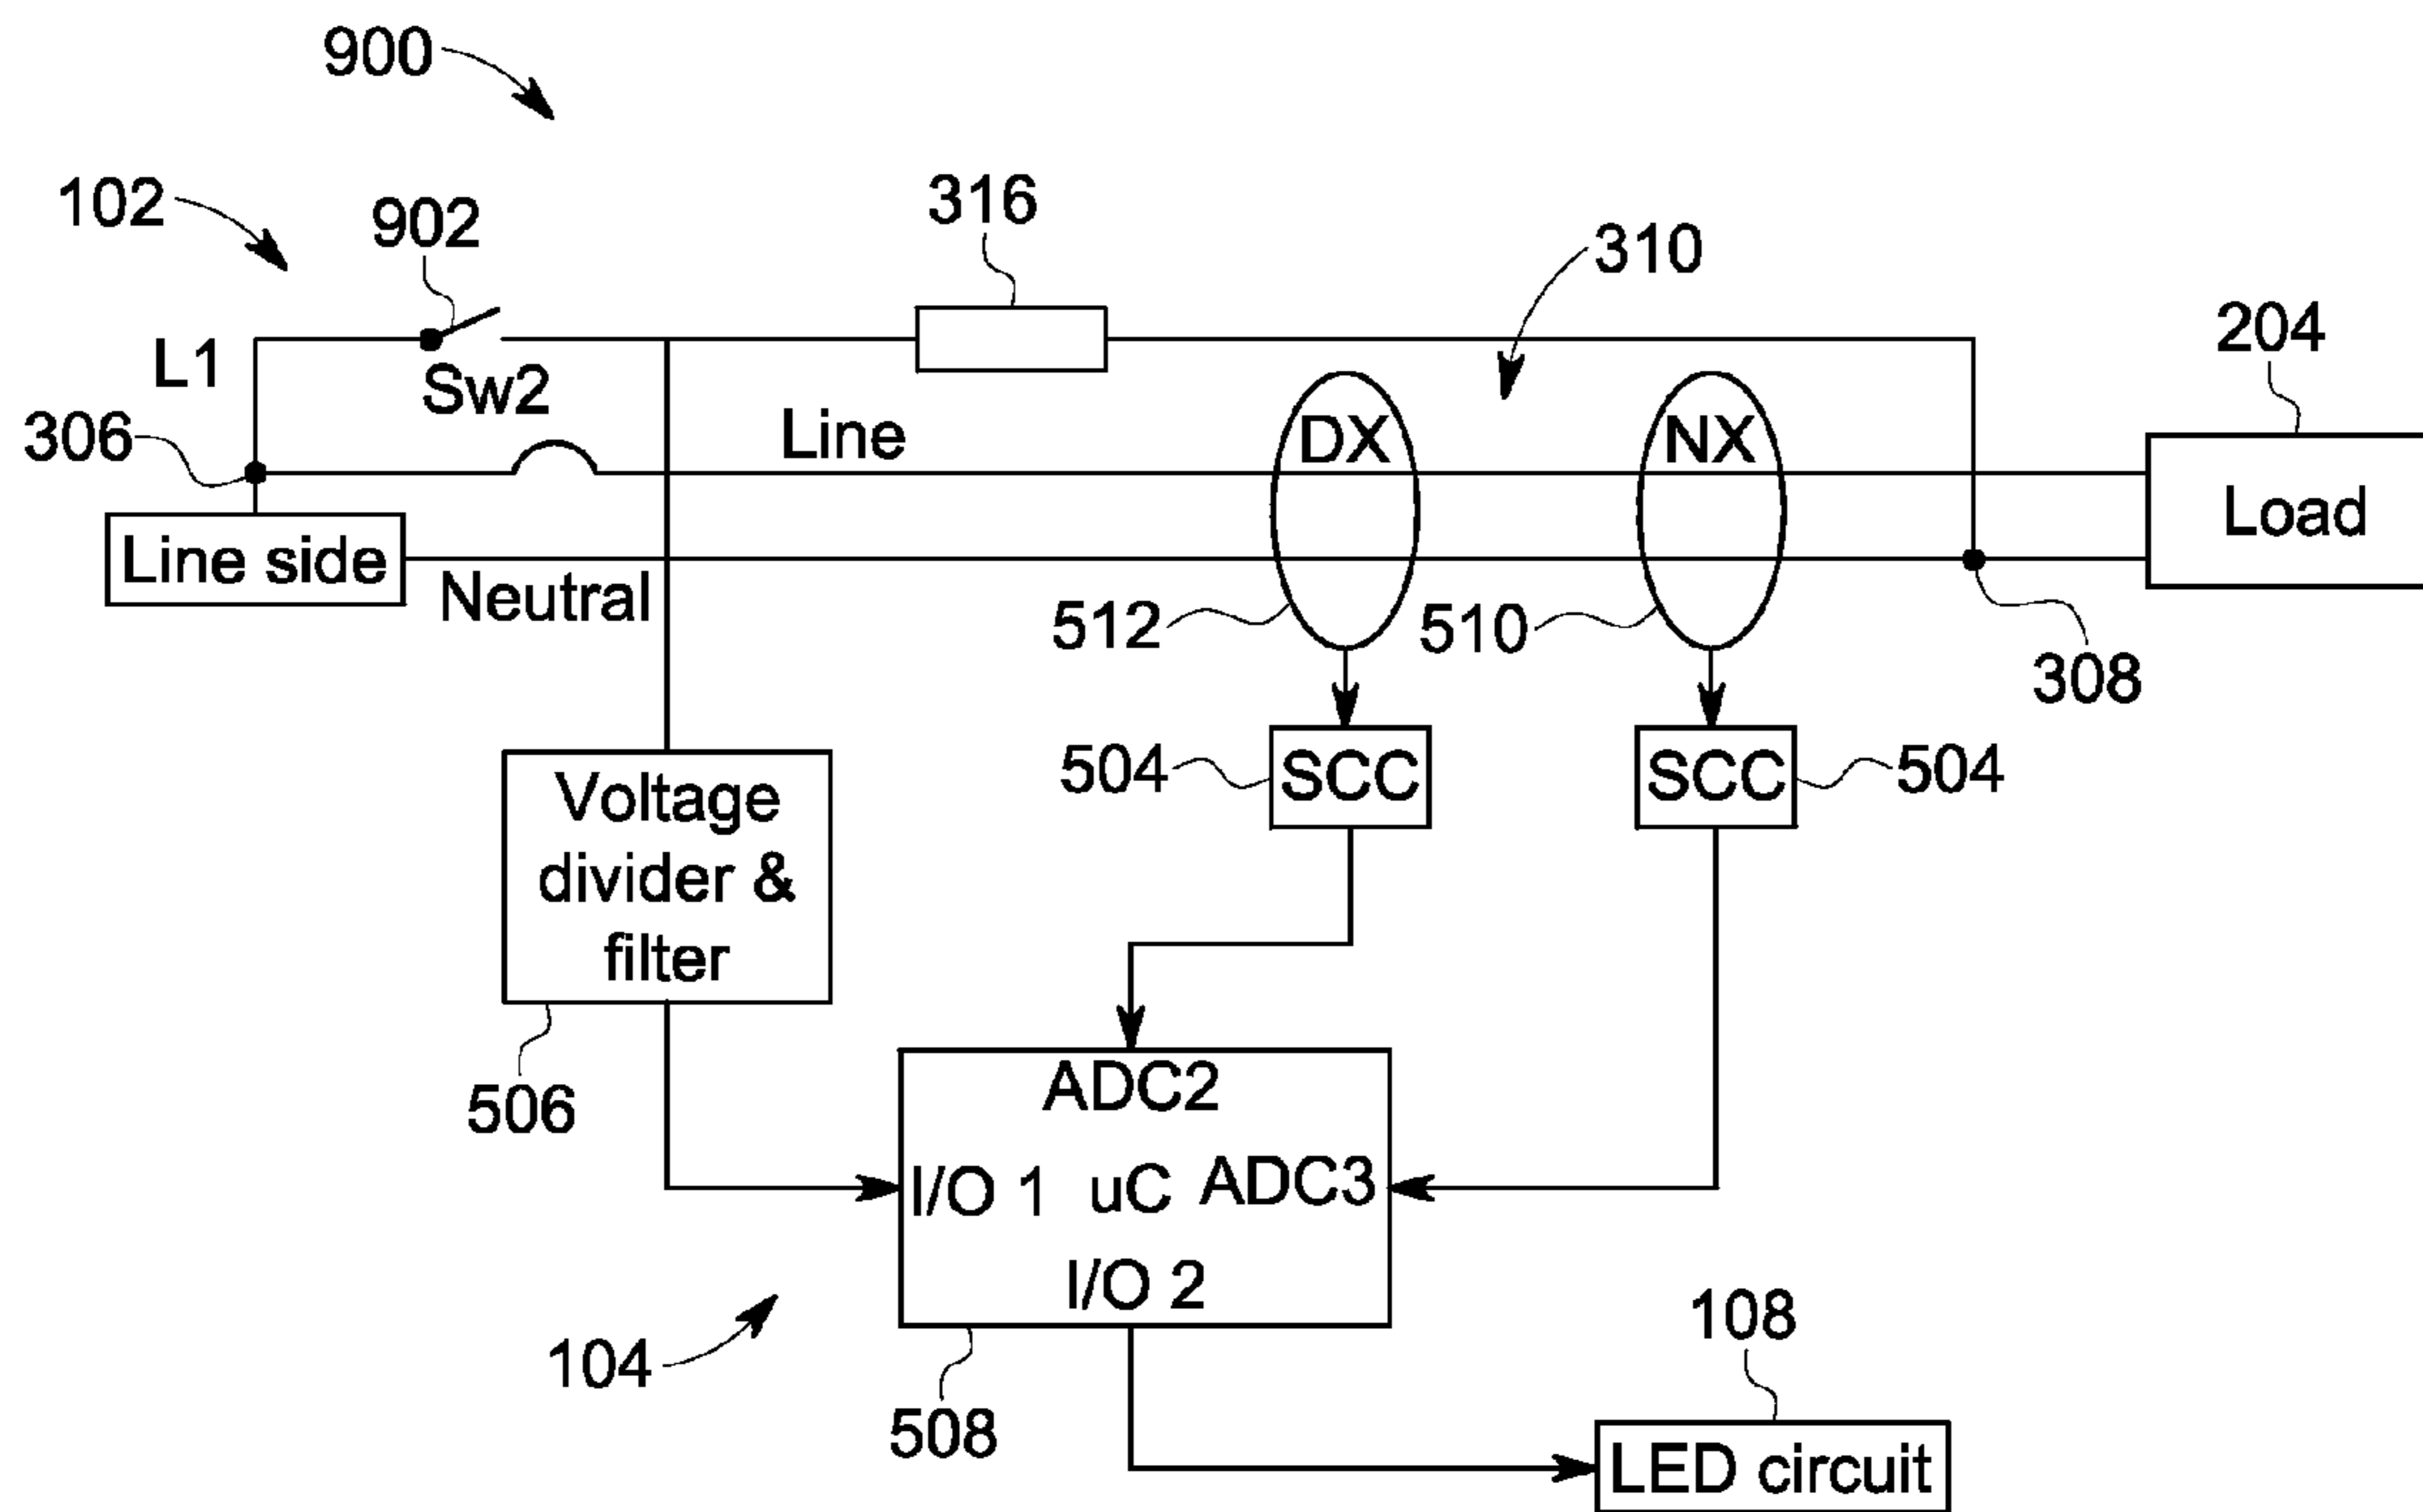 900
102
902
316
310
204
L1
Sw2
306
Line
DX
NX
Load
Line side
Neutral
512
510
308
Voltage
divider &
filter
504
SCC
SCC
504
506
ADC2
I/O 1
uC
ADC3
I/O 2
104
508
108
LED circuit